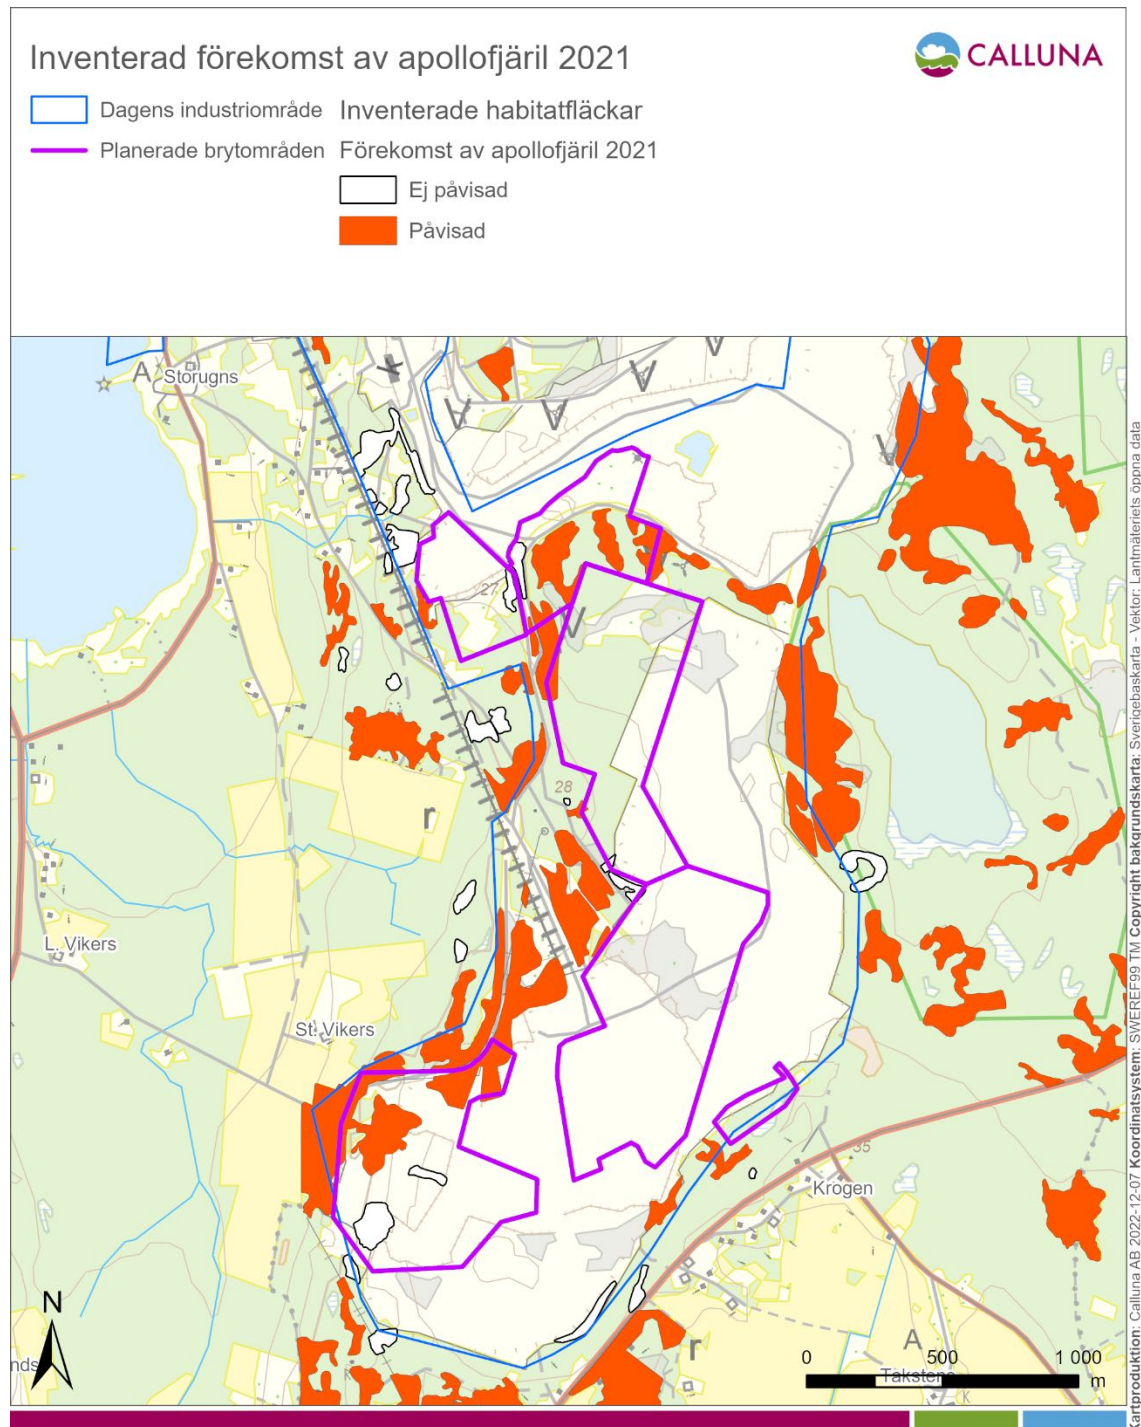 Inventerad förekomst av apollofjäril 2021
CALLUNA
Dagens industriområde
Planerade brytområden
Inventerade habitatfläckar
Förekomst av apollofjäril 2021
Ej påvisad
Påvisad
A
Storugns
27
28
r
L. Vikers
St. Vikers
35
Krogen
N
nds
r
A
Takstens
K
0 500 1 000
m
Kartproduktion: Calluna AB 2022-12-07 Koordinatsystem: SWEREF99 TM Copyright bakgrundskarta: Sverigebaskarta - Vektor: Lantmäteriets öppna data